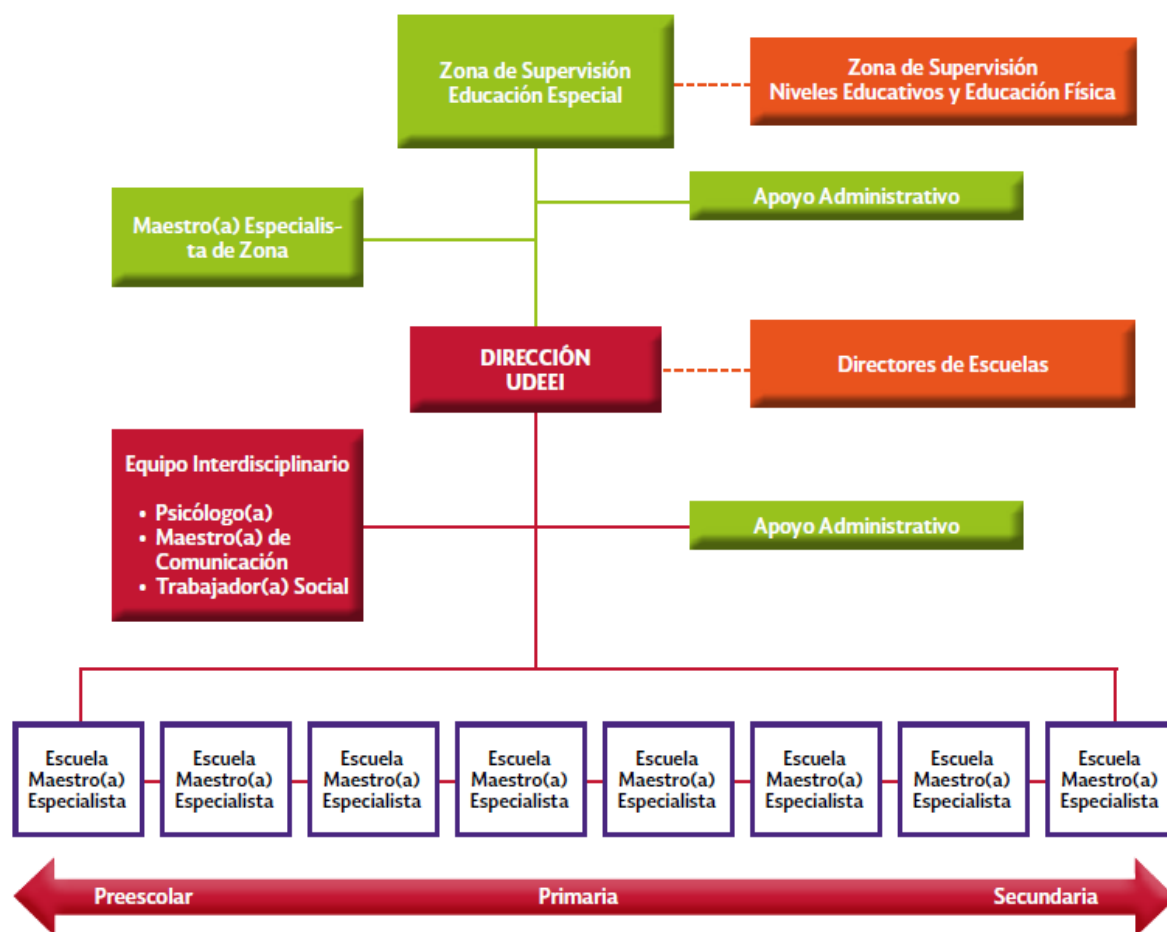 Zona de Supervisión
Educación Especial
Zona de Supervisión
Niveles Educativos y Educación Física
Apoyo Administrativo
Maestro(a) Especialis-
ta de Zona
DIRECCIÓN
UDEEI
Directores de Escuelas
Equipo Interdisciplinario
• Psicólogo(a)
• Maestro(a) de
Comunicación
• Trabajador(a) Social
Apoyo Administrativo
Escuela
Maestro(a)
Especialista
Escuela
Maestro(a)
Especialista
Escuela
Maestro(a)
Especialista
Escuela
Maestro(a)
Especialista
Escuela
Maestro(a)
Especialista
Escuela
Maestro(a)
Especialista
Escuela
Maestro(a)
Especialista
Escuela
Maestro(a)
Especialista
Preescolar
Primaria
Secundaria